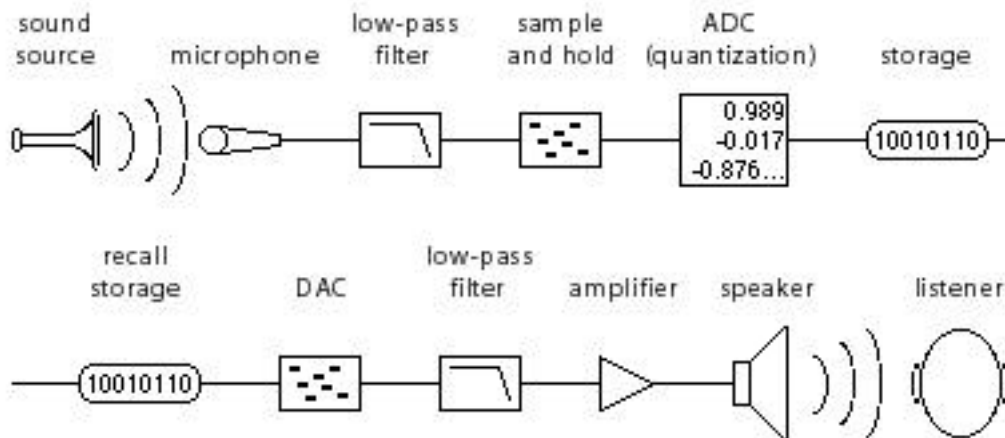 sound
source
microphone
low-pass
filter
sample
and hold
ADC
(quantization)
storage
0.989
-0.017
-0.876...
10010110
recall
storage
DAC
low-pass
filter
amplifier
speaker
listener
10010110